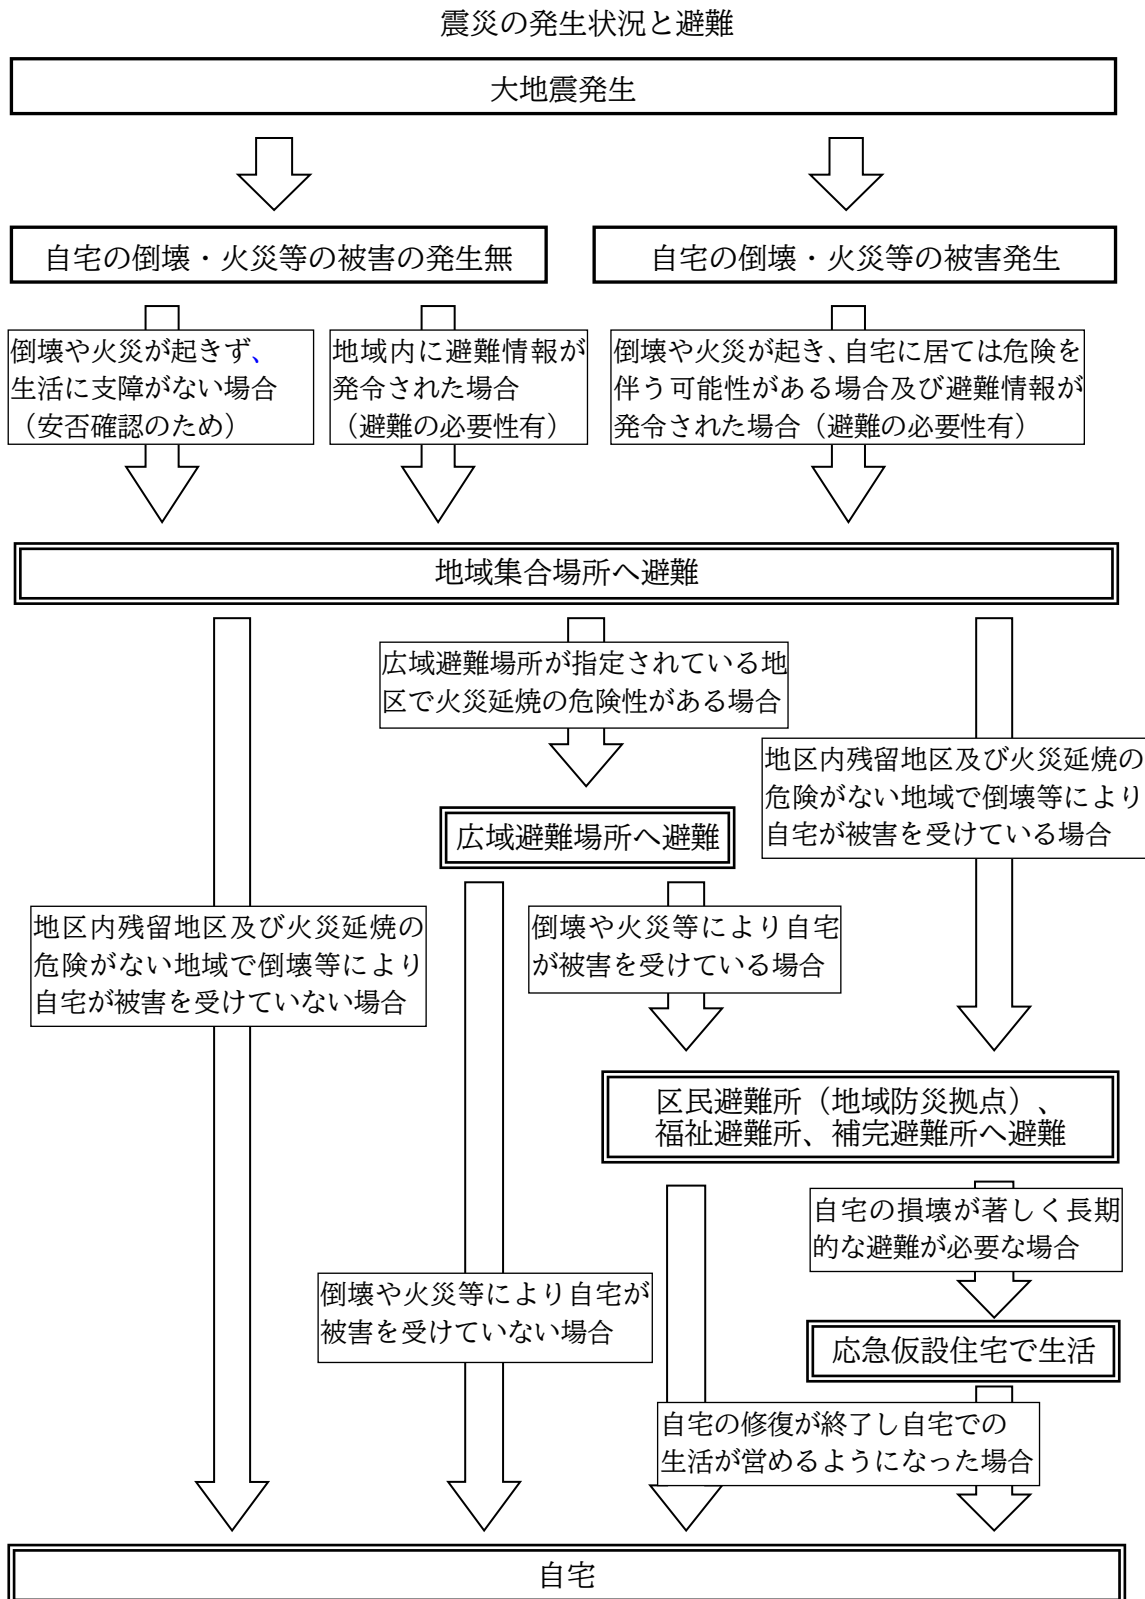 震災の発生状況と避難
大地震発生
自宅の倒壊・火災等の被害の発生無
自宅の倒壊・火災等の被害発生
倒壊や火災が起きず、
生活に支障がない場合
（安否確認のため）
地域内に避難情報が
発令された場合
（避難の必要性有）
倒壊や火災が起き、自宅に居ては危険を
伴う可能性がある場合及び避難情報が
発令された場合（避難の必要性有）
地域集合場所へ避難
広域避難場所が指定されている地
区で火災延焼の危険性がある場合
地区内残留地区及び火災延焼の
危険がない地域で倒壊等により
自宅が被害を受けている場合
広域避難場所へ避難
地区内残留地区及び火災延焼の
危険がない地域で倒壊等により
自宅が被害を受けていない場合
倒壊や火災等により自宅
が被害を受けている場合
区民避難所（地域防災拠点）、
福祉避難所、補完避難所へ避難
自宅の損壊が著しく長期
的な避難が必要な場合
倒壊や火災等により自宅が
被害を受けていない場合
応急仮設住宅で生活
自宅の修復が終了し自宅での
生活が営めるようになった場合
自宅